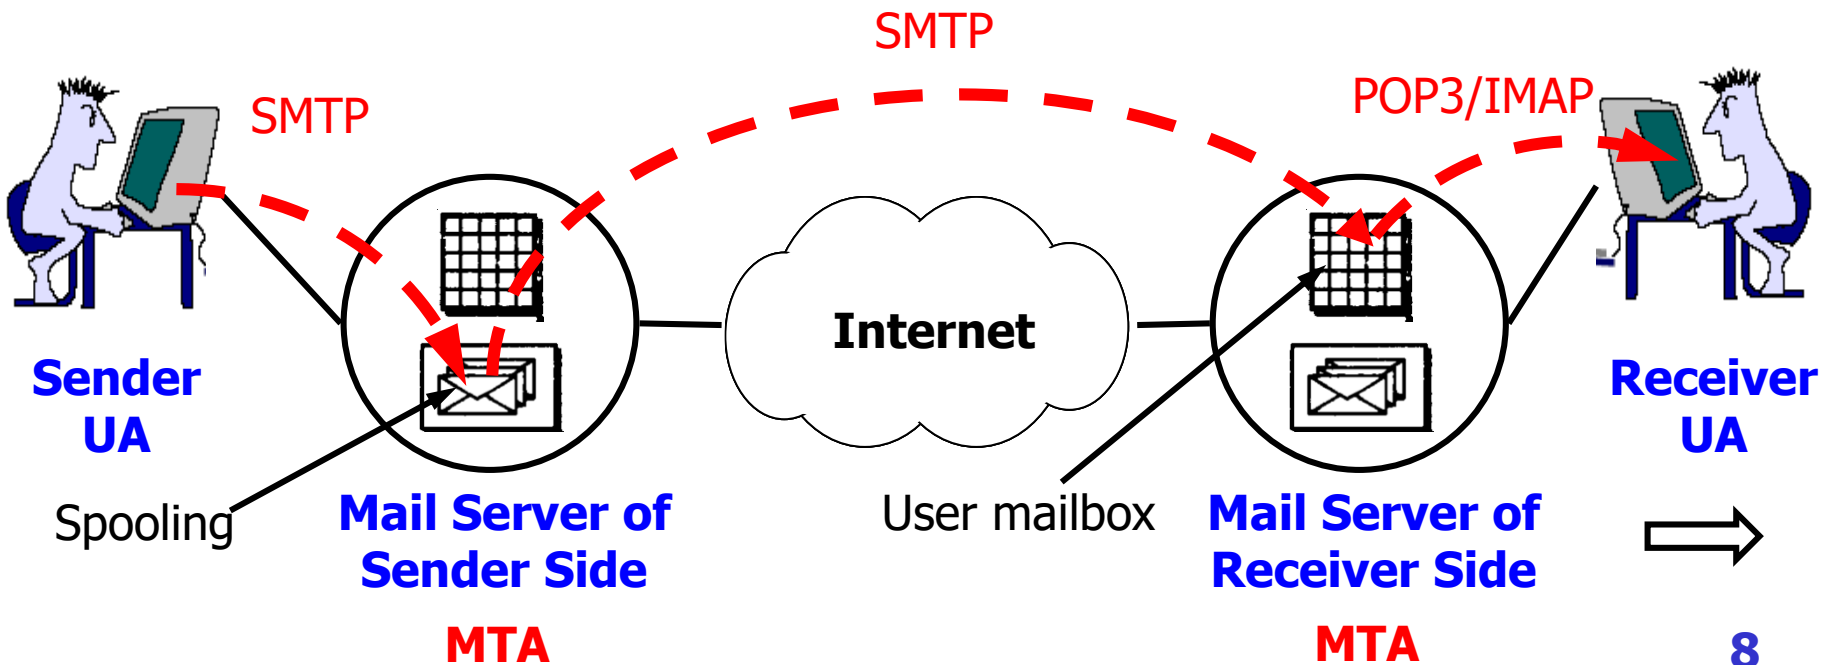 SMTP
SMTP
POP3/IMAP
Internet
Sender
UA
Receiver
UA
Spooling
Mail Server of
Sender Side
User mailbox
Mail Server of
Receiver Side
MTA
MTA
8